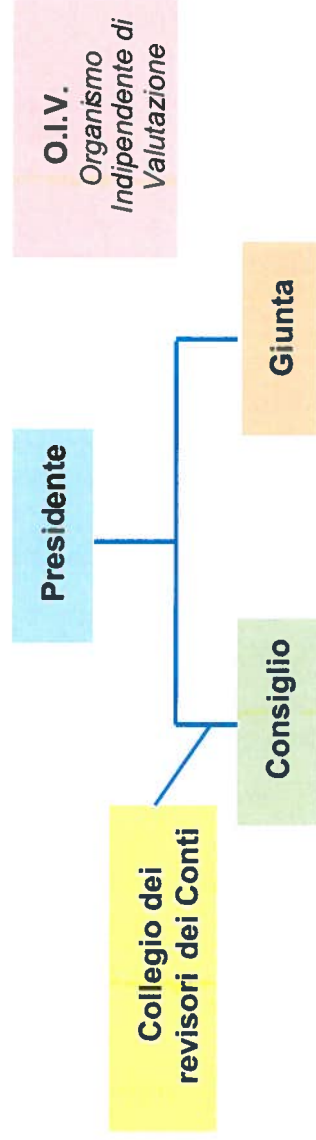 Presidente
O.I.V.
Organismo
Indipendente di
Valutazione
Collegio dei
revisori dei Conti
Consiglio
Giunta